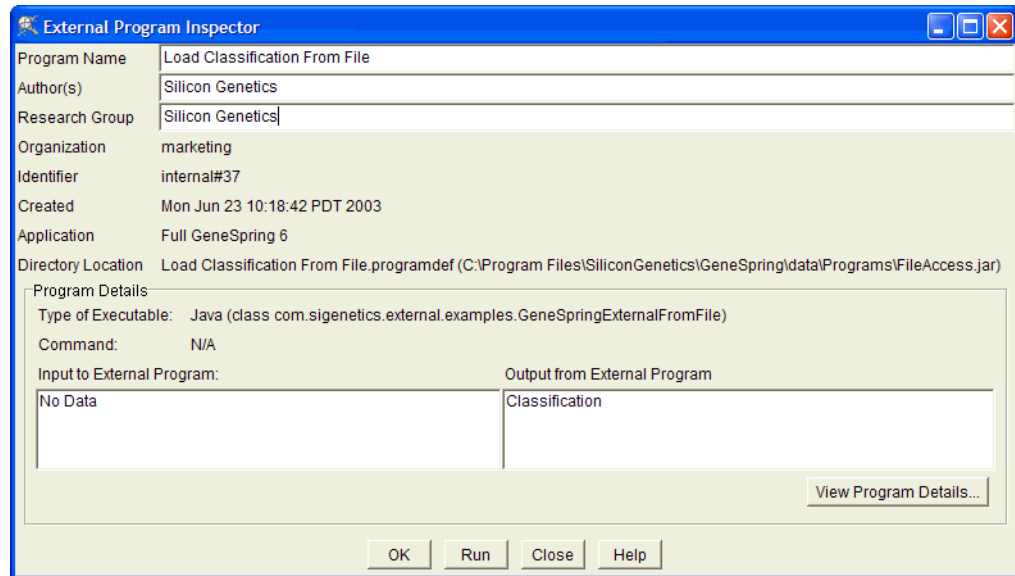 External Program Inspector
Program Name Load Classification From File
Author(s) Silicon Genetics
Research Group Silicon Genetics
Organization marketing
Identifier internal#37
Created Mon Jun 23 10:18:42 PDT 2003
Application Full GeneSpring 6
Directory Location Load Classification From File.programdef (C:\Program Files\SiliconGenetics\GeneSpring\data\Programs\FileAccess.jar)
Program Details
Type of Executable: Java (class com.sigenetics.external.examples.GeneSpringExternalFromFile)
Command: N/A
Input to External Program: Output from External Program
No Data Classification
View Program Details...
OK Run Close Help